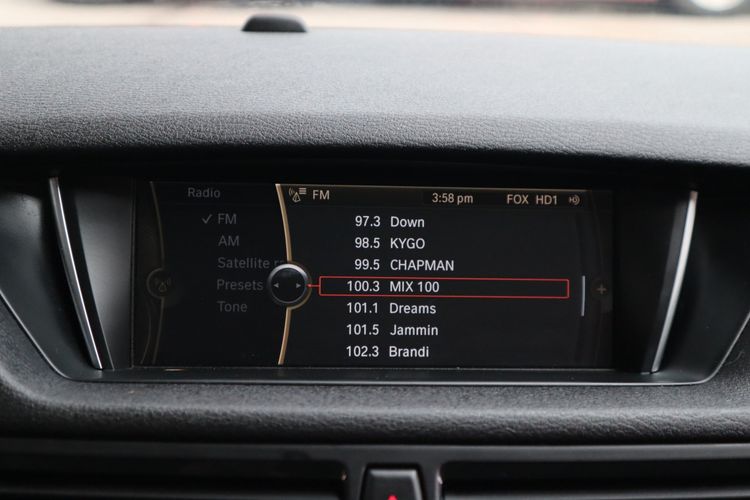 Radio
FM 3:58 pm FOX HD1
FM
AM
Satellite
Presets
Tone
97.3 Down
98.5 KYGO
99.5 CHAPMAN
100.3 MIX 100
101.1 Dreams
101.5 Jammin
102.3 Brandi